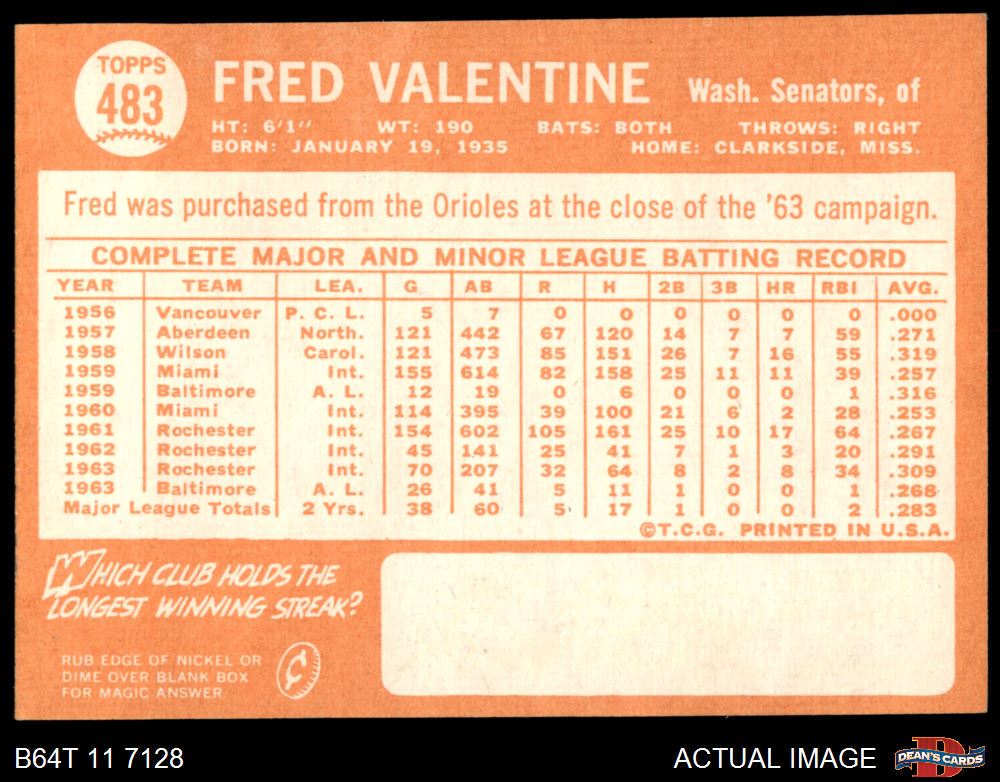 TOPPS
483
FRED VALENTINE Wash. Senators, of
HT: 6'1" WT: 190 BATS: BOTH THROWS: RIGHT
BORN: JANUARY 19, 1935 HOME: CLARKSIDE, MISS.
Fred was purchased from the Orioles at the close of the '63 campaign.
COMPLETE MAJOR AND MINOR LEAGUE BATTING RECORD
YEAR TEAM LEA. G AB R H 2B 3B HR RBI AVG.
1956 Vancouver P. C. L. 5 7 0 0 0 0 0 0 .000
1957 Aberdeen North. 121 442 67 120 14 7 7 59 .271
1958 Wilson Carol. 121 473 85 151 26 7 16 55 .319
1959 Miami Int. 155 614 82 158 25 11 11 39 .257
1959 Baltimore A. L. 12 19 0 6 0 0 0 1 .316
1960 Miami Int. 114 395 39 100 21 6 2 28 .253
1961 Rochester Int. 154 602 105 161 25 10 17 64 .267
1962 Rochester Int. 45 141 25 41 7 1 3 20 .291
1963 Rochester Int. 70 207 32 64 8 2 8 34 .309
1963 Baltimore A. L. 26 41 5 11 1 0 0 1 .268
Major League Totals 2 Yrs. 38 60 5 17 1 0 0 2 .283
©T.C.G. PRINTED IN U.S.A.
WHICH CLUB HOLDS THE
LONGEST WINNING STREAK?
RUB EDGE OF NICKEL OR
DIME OVER BLANK BOX
FOR MAGIC ANSWER
B64T 11 7128 ACTUAL IMAGE D DEAN'S CARDS